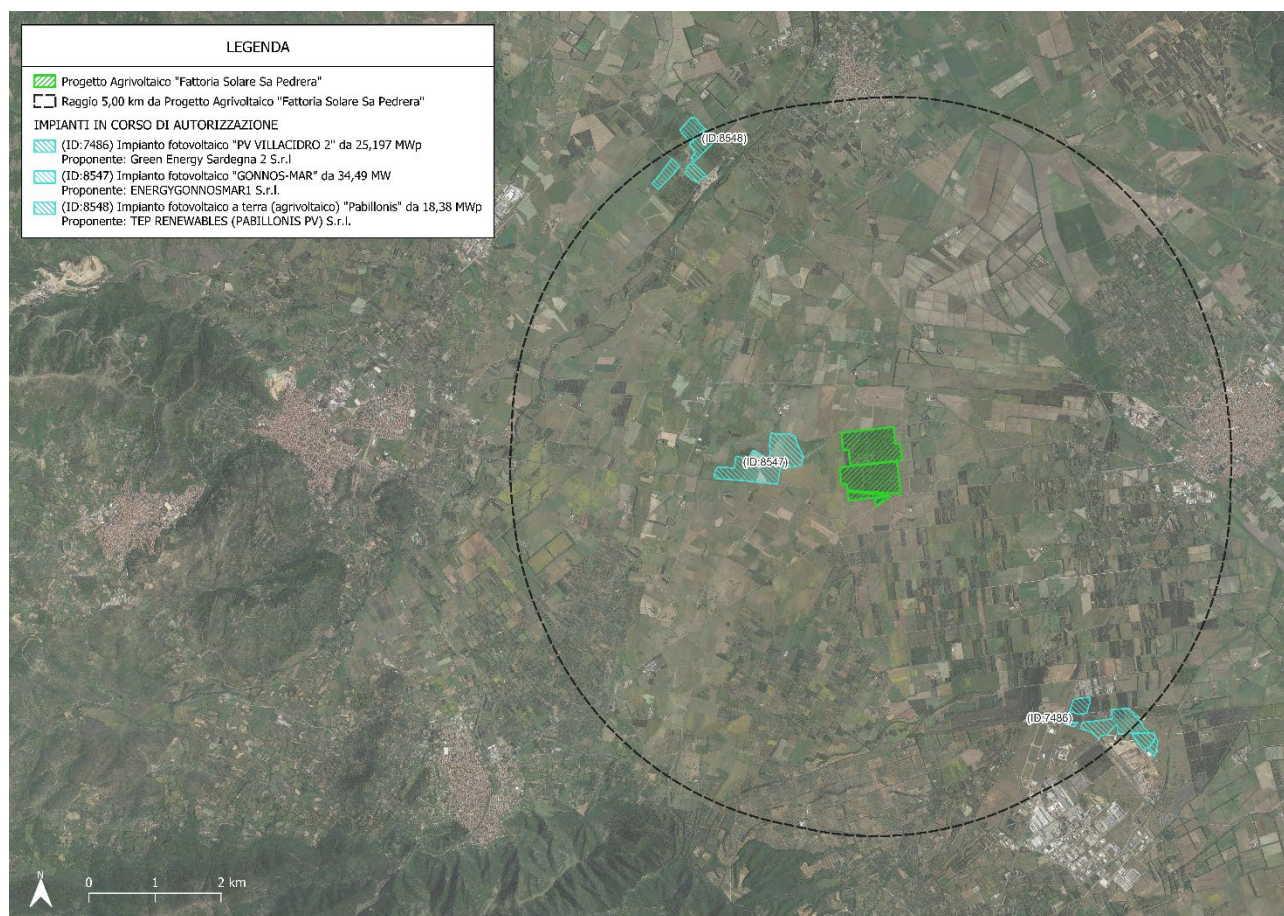 LEGENDA
Progetto Agrivoltaico "Fattoria Solare Sa Pedrera"
Raggio 5,00 km da Progetto Agrivoltaico "Fattoria Solare Sa Pedrera"
IMPIANTI IN CORSO DI AUTORIZZAZIONE
(ID:7486) Impianto fotovoltaico "PV VILLACIDRO 2" da 25,197 MWp
Proponente: Green Energy Sardegna 2 S.r.l
(ID:8547) Impianto fotovoltaico "GONNOS-MAR" da 34,49 MW
Proponente: ENERGYGONNOSMAR1 S.r.l.
(ID:8548) Impianto fotovoltaico a terra (agrivoltaico) "Pabillonis" da 18,38 MWp
Proponente: TEP RENEWABLES (PABILLONIS PV) S.r.l.
(ID:8548)
(ID:8547)
(ID:7486)
N
0 1 2 km